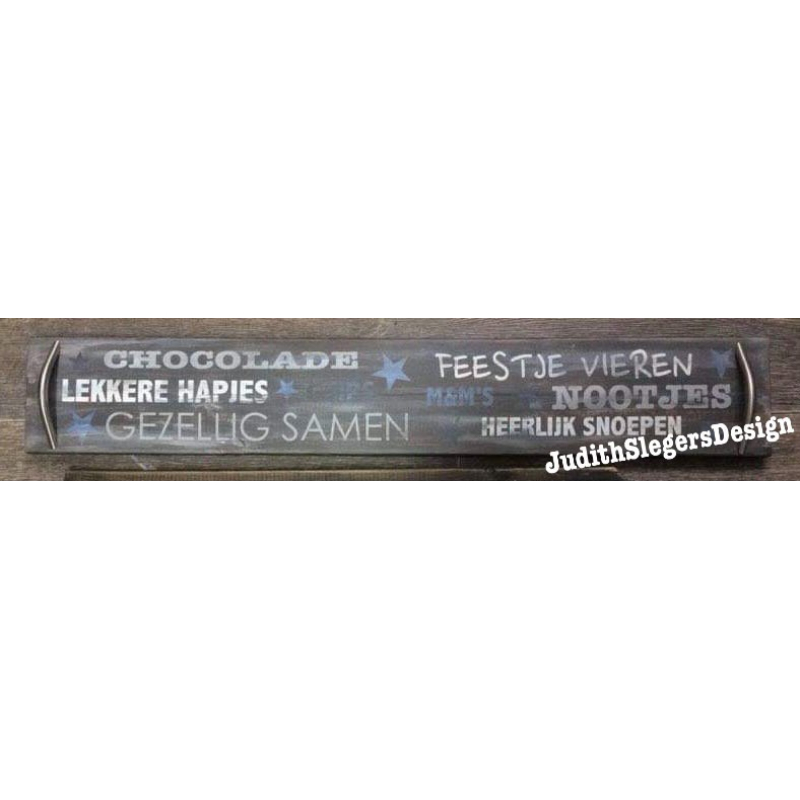 CHOCOLADE
FEESTJE VIEREN
LEKKERE HAPJES
M&M'S
NOOTJES
GEZELLIG SAMEN
HEERLIJK SNOEPEN
JudithSlegersDesign